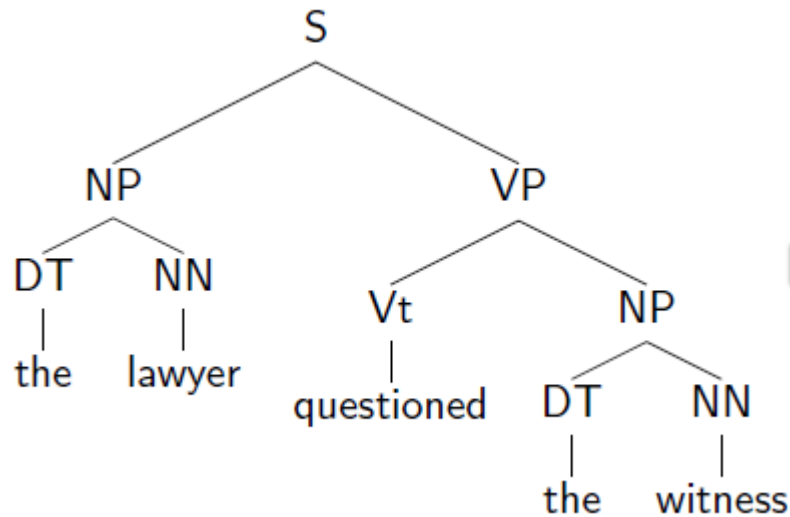 S
NP VP
DT NN
Vt NP
the lawyer
questioned DT NN
the witness